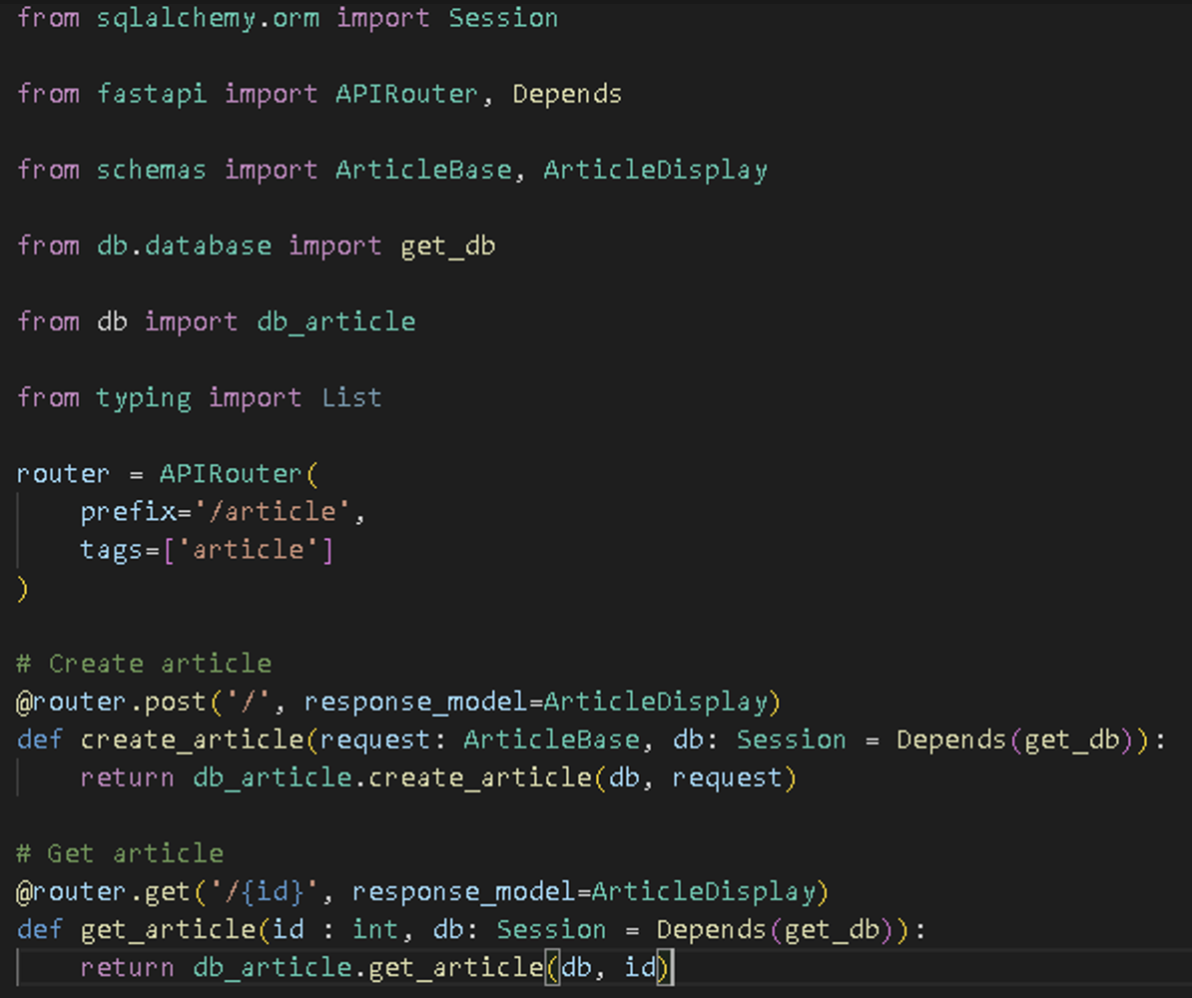 from sqlalchemy.orm import Session
from fastapi import APIRouter, Depends
from schemas import ArticleBase, ArticleDisplay
from db.database import get_db
from db import db_article
from typing import List
router = APIRouter(
    prefix='/article',
    tags=['article']
)
# Create article
@router.post('/', response_model=ArticleDisplay)
def create_article(request: ArticleBase, db: Session = Depends(get_db)):
    return db_article.create_article(db, request)
# Get article
@router.get('/{id}', response_model=ArticleDisplay)
def get_article(id : int, db: Session = Depends(get_db)):
    return db_article.get_article(db, id)